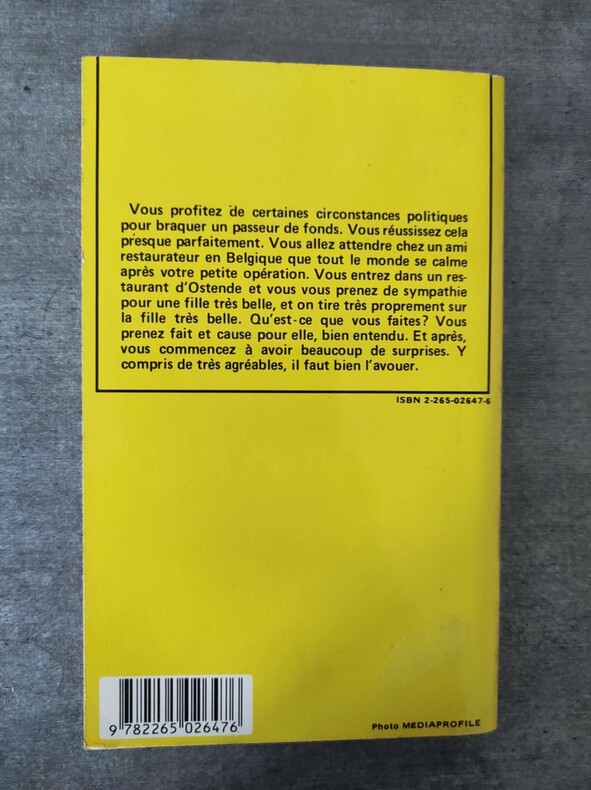 Vous profitez de certaines circonstances politiques
pour braquer un passeur de fonds. Vous réussissez cela
presque parfaitement. Vous allez attendre chez un ami
restaurateur en Belgique que tout le monde se calme
après votre petite opération. Vous entrez dans un res-
taurant d'Ostende et vous vous prenez de sympathie
pour une fille très belle, et on tire très proprement sur
la fille très belle. Qu'est-ce que vous faites? Vous
prenez fait et cause pour elle, bien entendu. Et après,
vous commencez à avoir beaucoup de surprises. Y
compris de très agréables, il faut bien l'avouer.
ISBN 2-265-02647-6
9 782265 026476
Photo MEDIAPROFILE